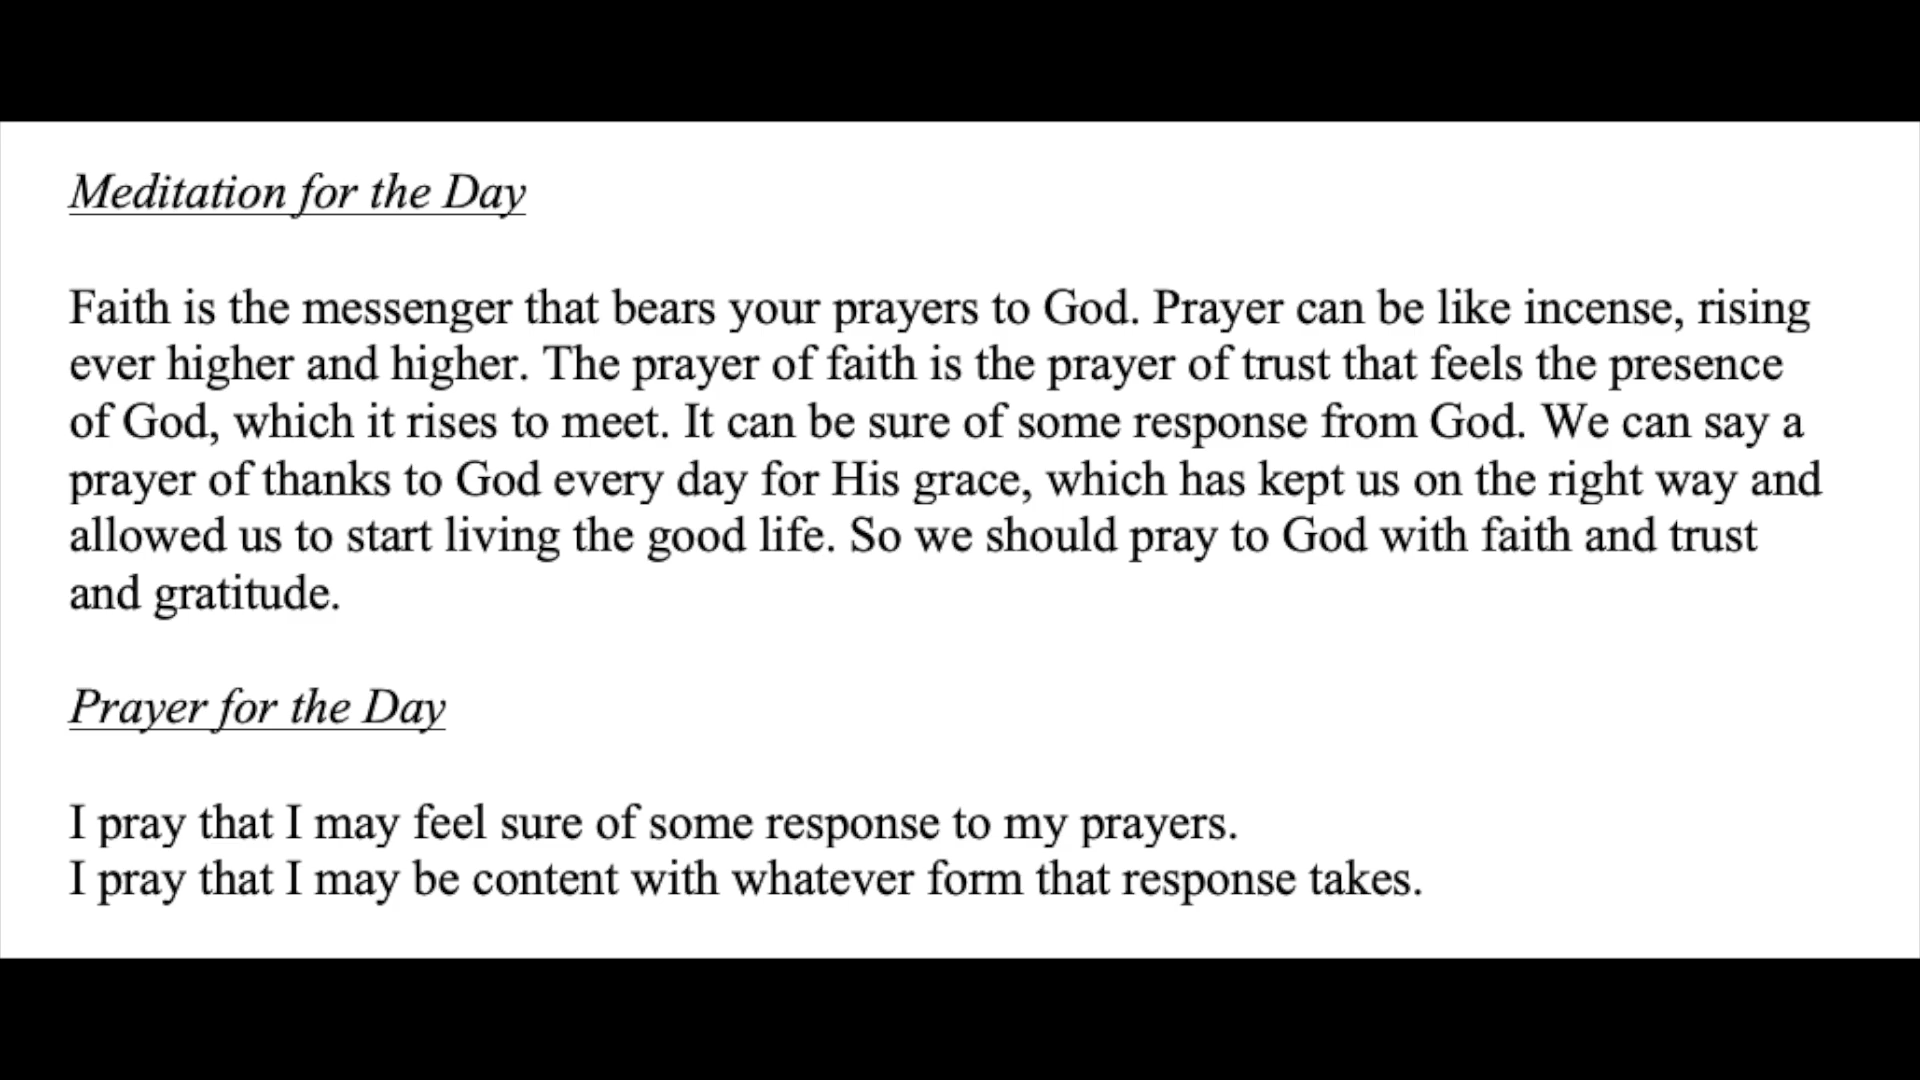 Meditation for the Day
Faith is the messenger that bears your prayers to God. Prayer can be like incense, rising
ever higher and higher. The prayer of faith is the prayer of trust that feels the presence
of God, which it rises to meet. It can be sure of some response from God. We can say a
prayer of thanks to God every day for His grace, which has kept us on the right way and
allowed us to start living the good life. So we should pray to God with faith and trust
and gratitude.
Prayer for the Day
I pray that I may feel sure of some response to my prayers.
I pray that I may be content with whatever form that response takes.